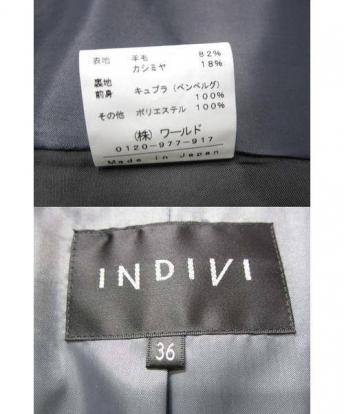 表地 羊毛 82%
カシミヤ 18%
裏地
前身 キュプラ(ベンベルグ)
100%
その他 ポリエステル 100%
(株) ワールド
0120-977-917
Made in Japan
INDIVI
36